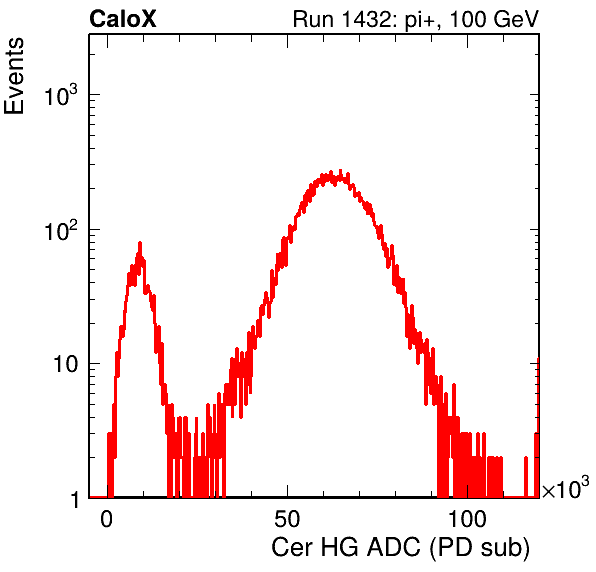 CaloX Run 1432: pi+, 100 GeV
Events
10³
10²
10
1
0 50 100 ×10³
Cer HG ADC (PD sub)